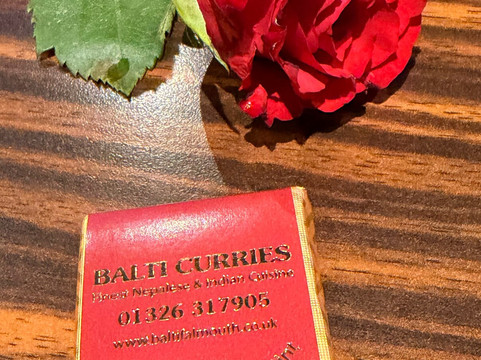 BALTI CURRIES
Finest Nepalese & Indian Cuisine
01326 317905
www.baltifalmouth.co.uk